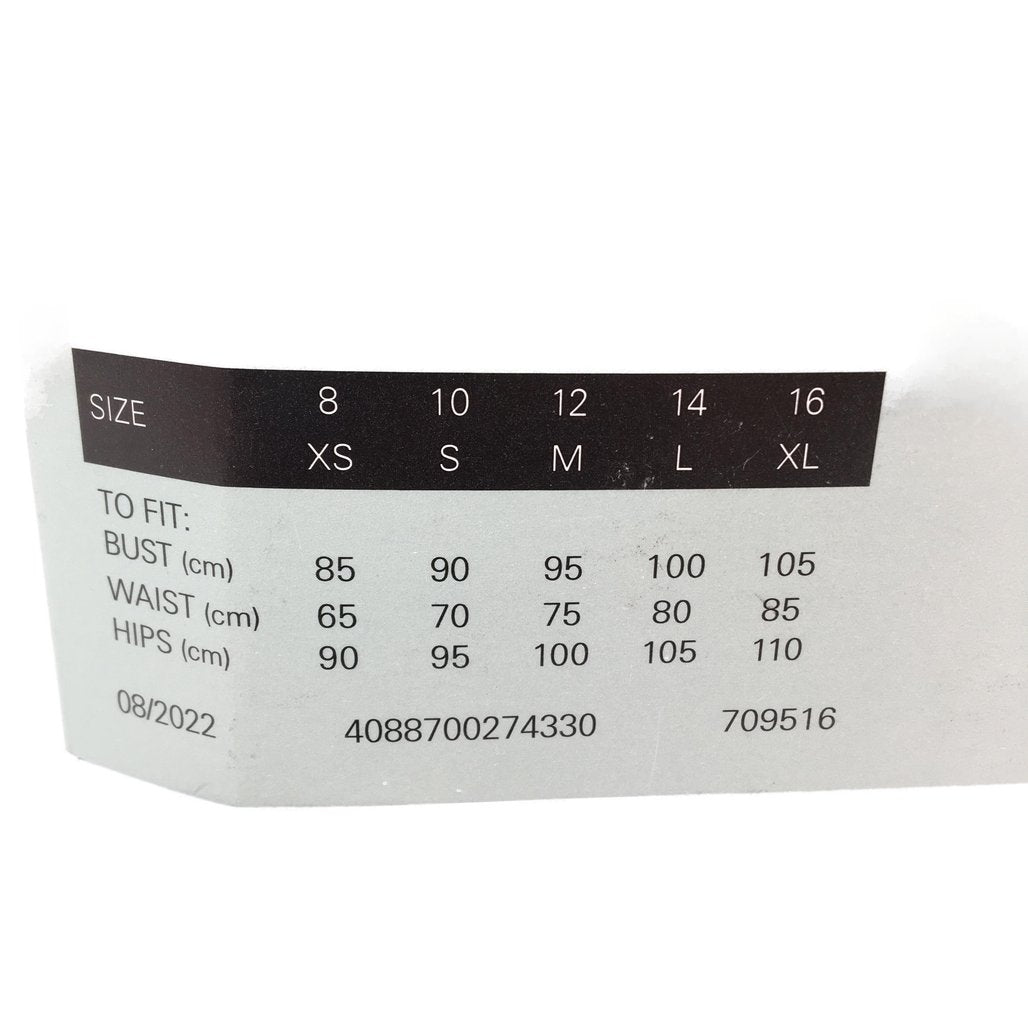 SIZE 8 10 12 14 16
XS S M L XL
TO FIT:
BUST (cm) 85 90 95 100 105
WAIST (cm) 65 70 75 80 85
HIPS (cm) 90 95 100 105 110
08/2022 4088700274330 709516